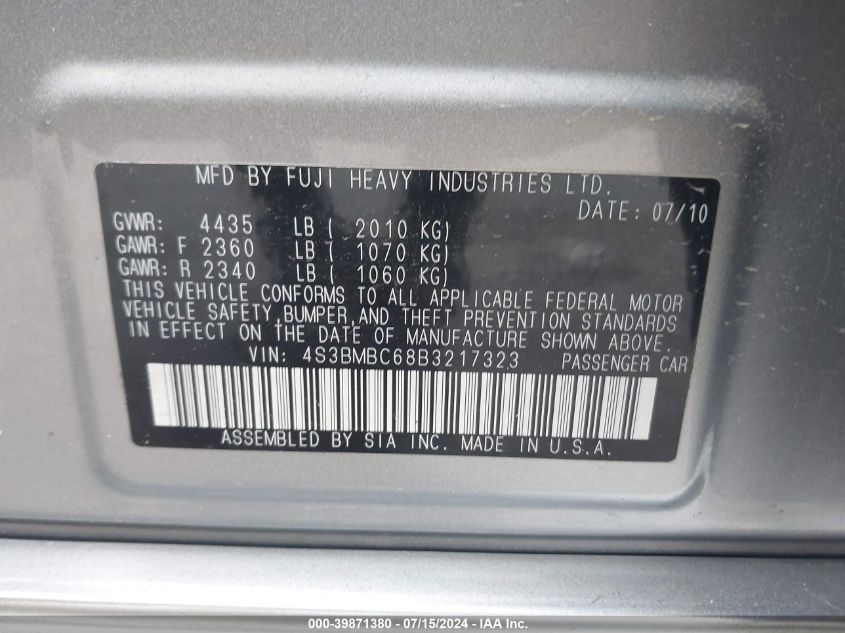 MFD BY FUJI HEAVY INDUSTRIES LTD.
DATE: 07/10
GVWR: 4435 LB ( 2010 KG)
GAWR: F 2360 LB ( 1070 KG)
GAWR: R 2340 LB ( 1060 KG)
THIS VEHICLE CONFORMS TO ALL APPLICABLE FEDERAL MOTOR
VEHICLE SAFETY,BUMPER,AND THEFT PREVENTION STANDARDS
IN EFFECT ON THE DATE OF MANUFACTURE SHOWN ABOVE.
VIN: 4S3BMBC68B3217323 PASSENGER CAR
ASSEMBLED BY SIA INC. MADE IN U.S.A.
000-39871380 - 07/15/2024 - IAA Inc.